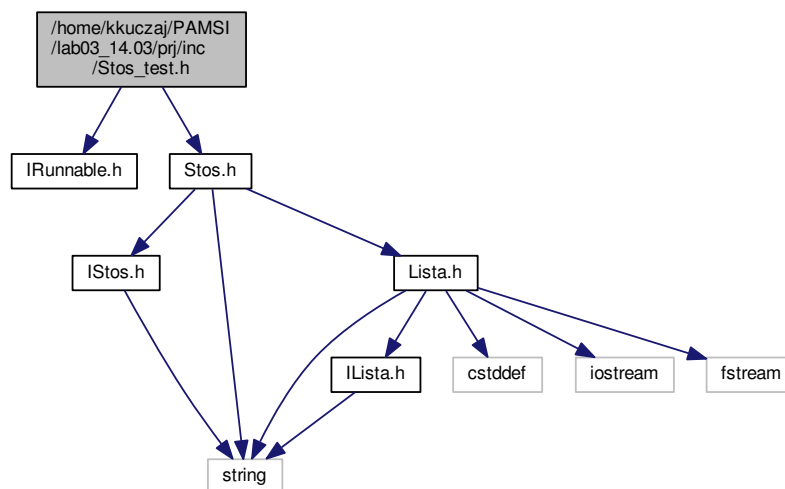 /home/kkuczaj/PAMSI
/lab03_14.03/prj/inc
/Stos_test.h
IRunnable.h
Stos.h
IStos.h
Lista.h
ILista.h
cstddef
iostream
fstream
string